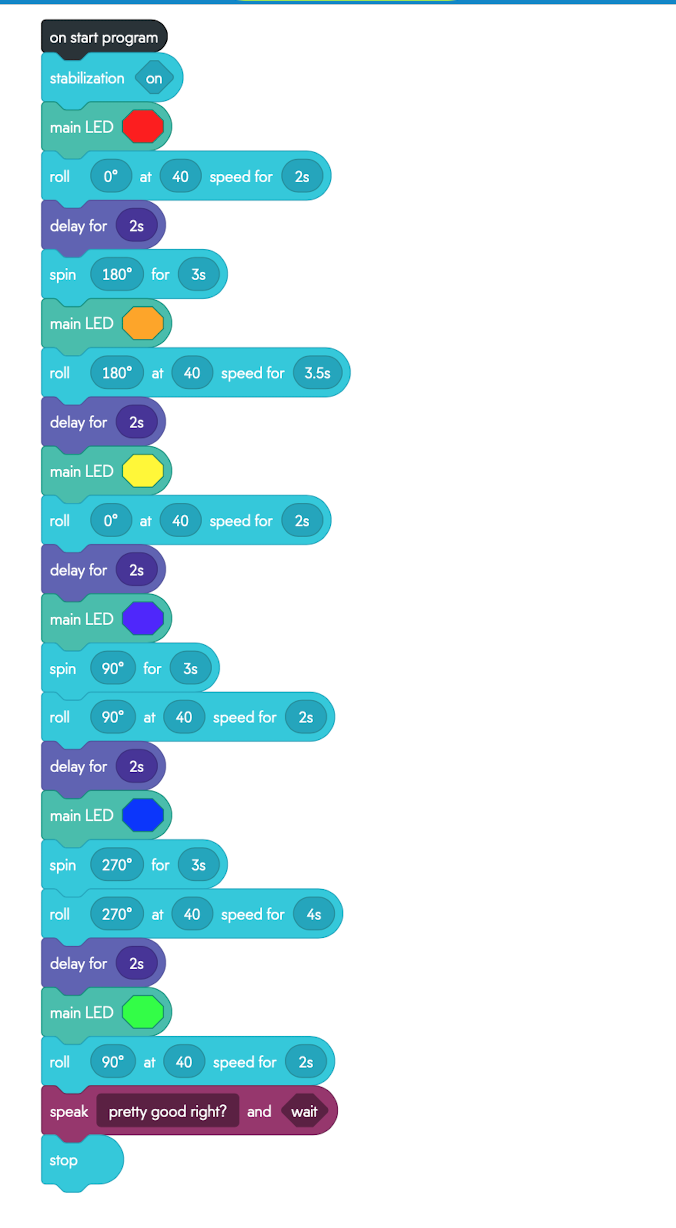 on start program
stabilization on
main LED
roll 0° at 40 speed for 2s
delay for 2s
spin 180° for 3s
main LED
roll 180° at 40 speed for 3.5s
delay for 2s
main LED
roll 0° at 40 speed for 2s
delay for 2s
main LED
spin 90° for 3s
roll 90° at 40 speed for 2s
delay for 2s
main LED
spin 270° for 3s
roll 270° at 40 speed for 4s
delay for 2s
main LED
roll 90° at 40 speed for 2s
speak pretty good right? and wait
stop